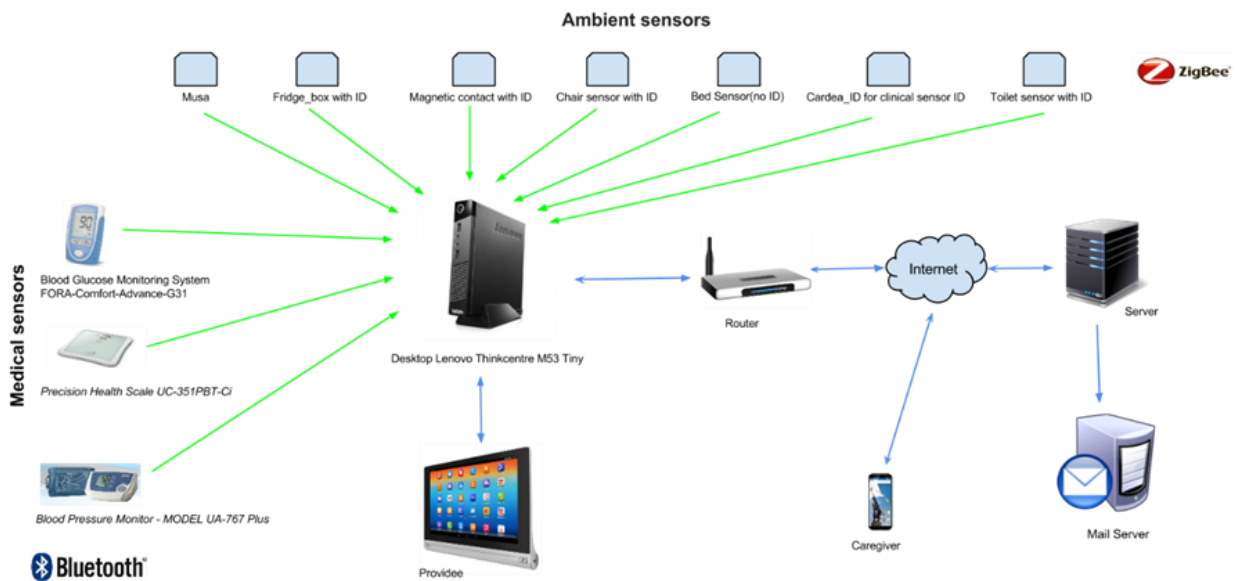 Ambient sensors
ZigBee
Musa
Fridge_box with ID
Magnetic contact with ID
Chair sensor with ID
Bed Sensor(no ID)
Cardea_ID for clinical sensor ID
Toilet sensor with ID
Medical sensors
Blood Glucose Monitoring System
FORA-Comfort-Advance-G31
lenovo
Internet
Router
Server
Desktop Lenovo Thinkcentre M53 Tiny
Precision Health Scale UC-351PBT-Ci
Blood Pressure Monitor - MODEL UA-767 Plus
Caregiver
Mail Server
Bluetooth
Providee